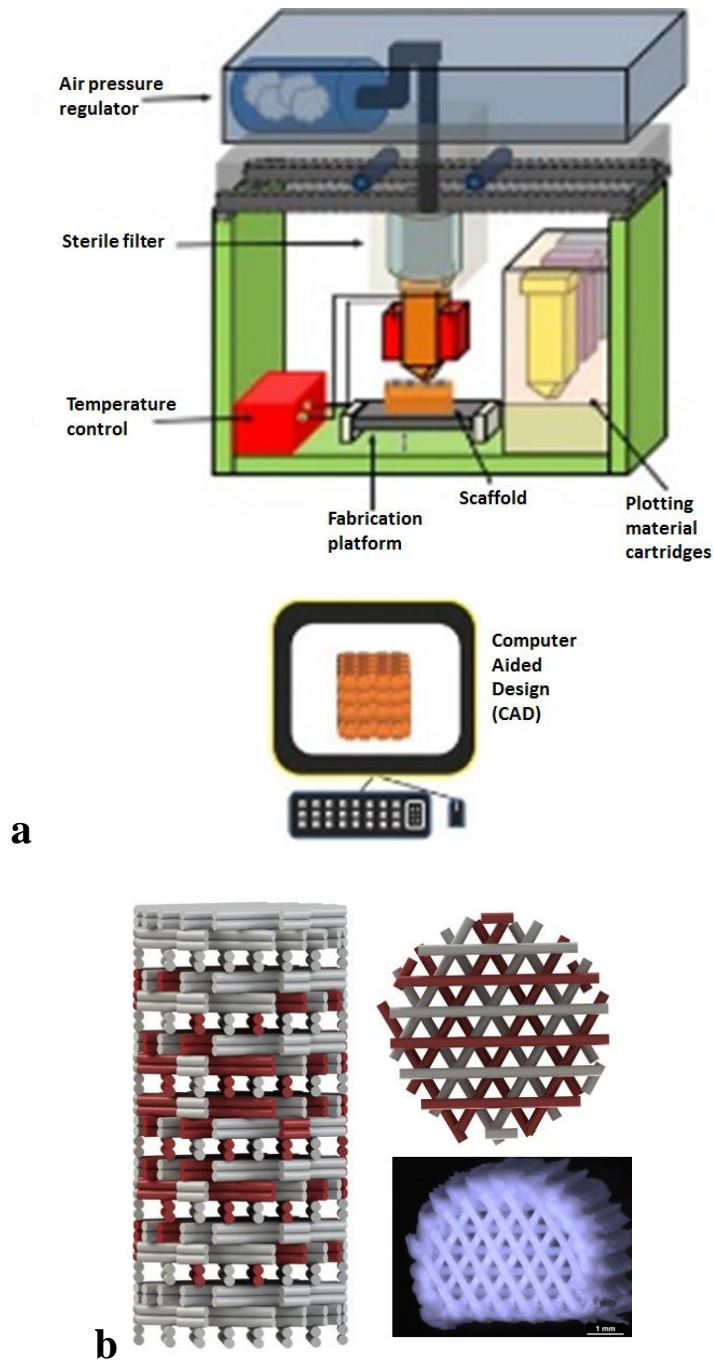 Air pressure
regulator
Sterile filter
Temperature
control
Scaffold
Fabrication
platform
Plotting
material
cartridges
Computer
Aided
Design
(CAD)
a
b
1 mm